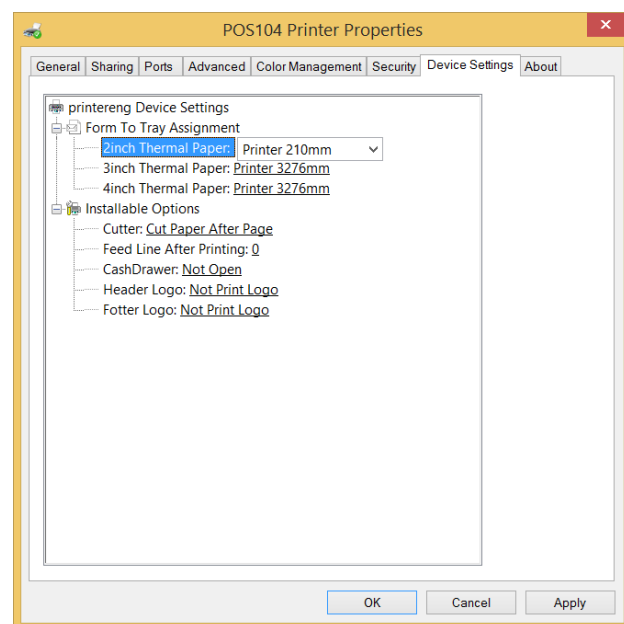 POS104 Printer Properties
General Sharing Ports Advanced Color Management Security Device Settings About
printereng Device Settings
Form To Tray Assignment
2inch Thermal Paper: Printer 210mm
3inch Thermal Paper: Printer 3276mm
4inch Thermal Paper: Printer 3276mm
Installable Options
Cutter: Cut Paper After Page
Feed Line After Printing: 0
CashDrawer: Not Open
Header Logo: Not Print Logo
Fotter Logo: Not Print Logo
OK Cancel Apply